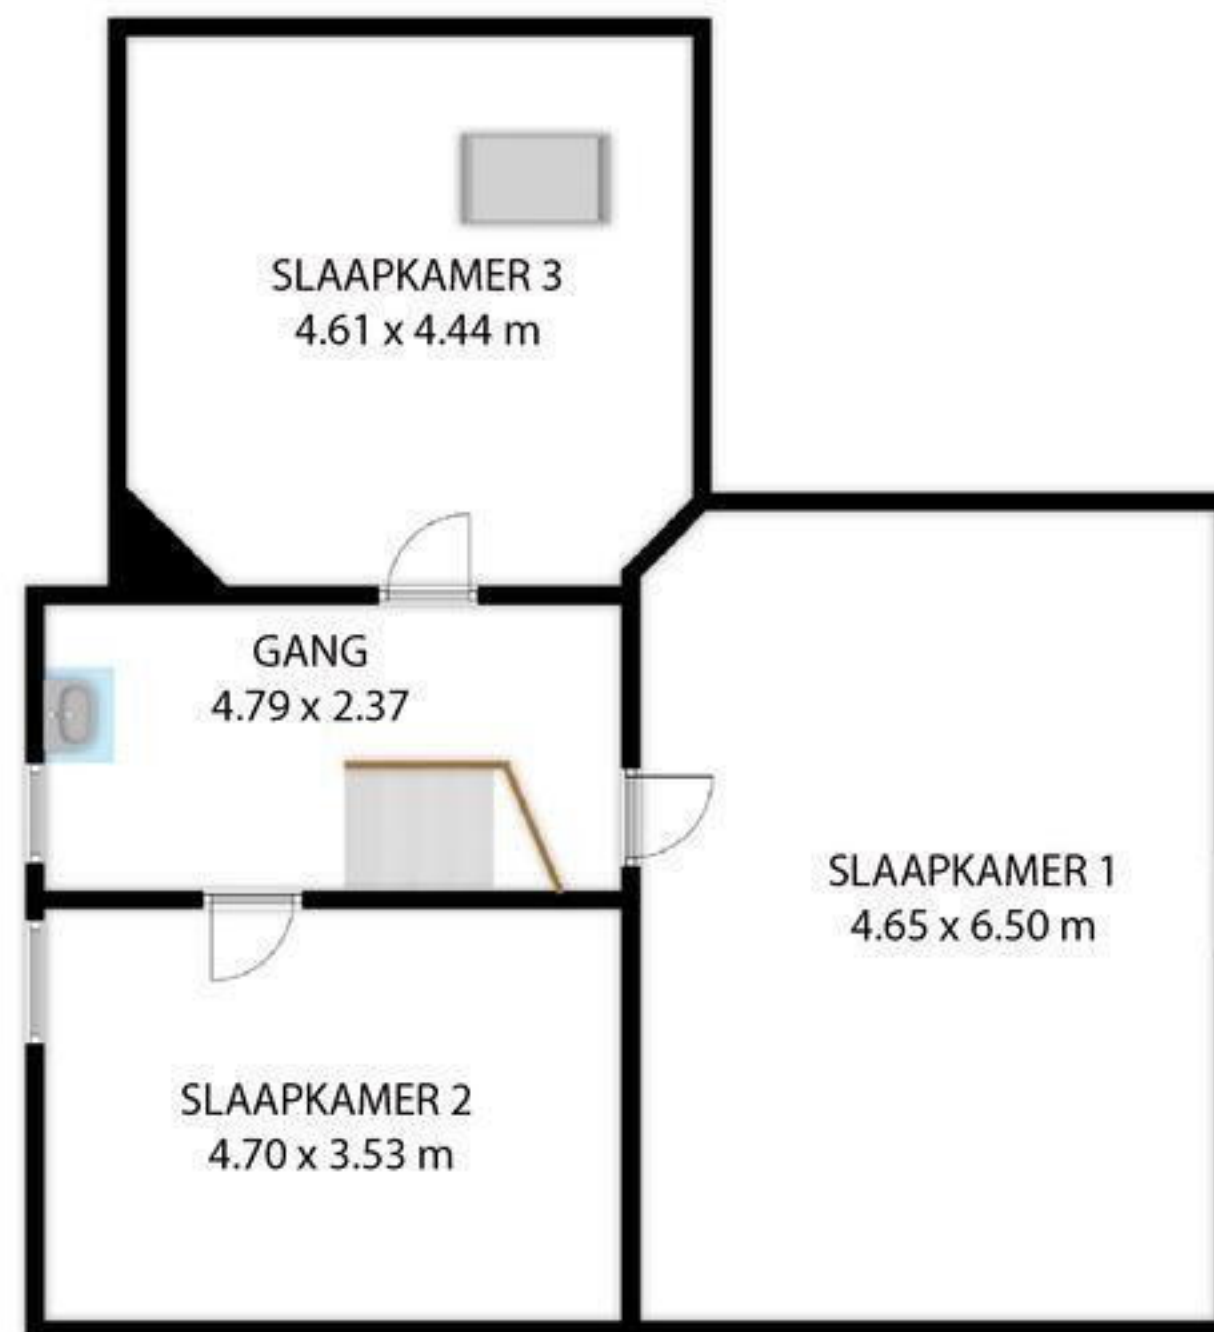 SLAAPKAMER 3
4.61 x 4.44 m
GANG
4.79 x 2.37
SLAAPKAMER 1
4.65 x 6.50 m
SLAAPKAMER 2
4.70 x 3.53 m